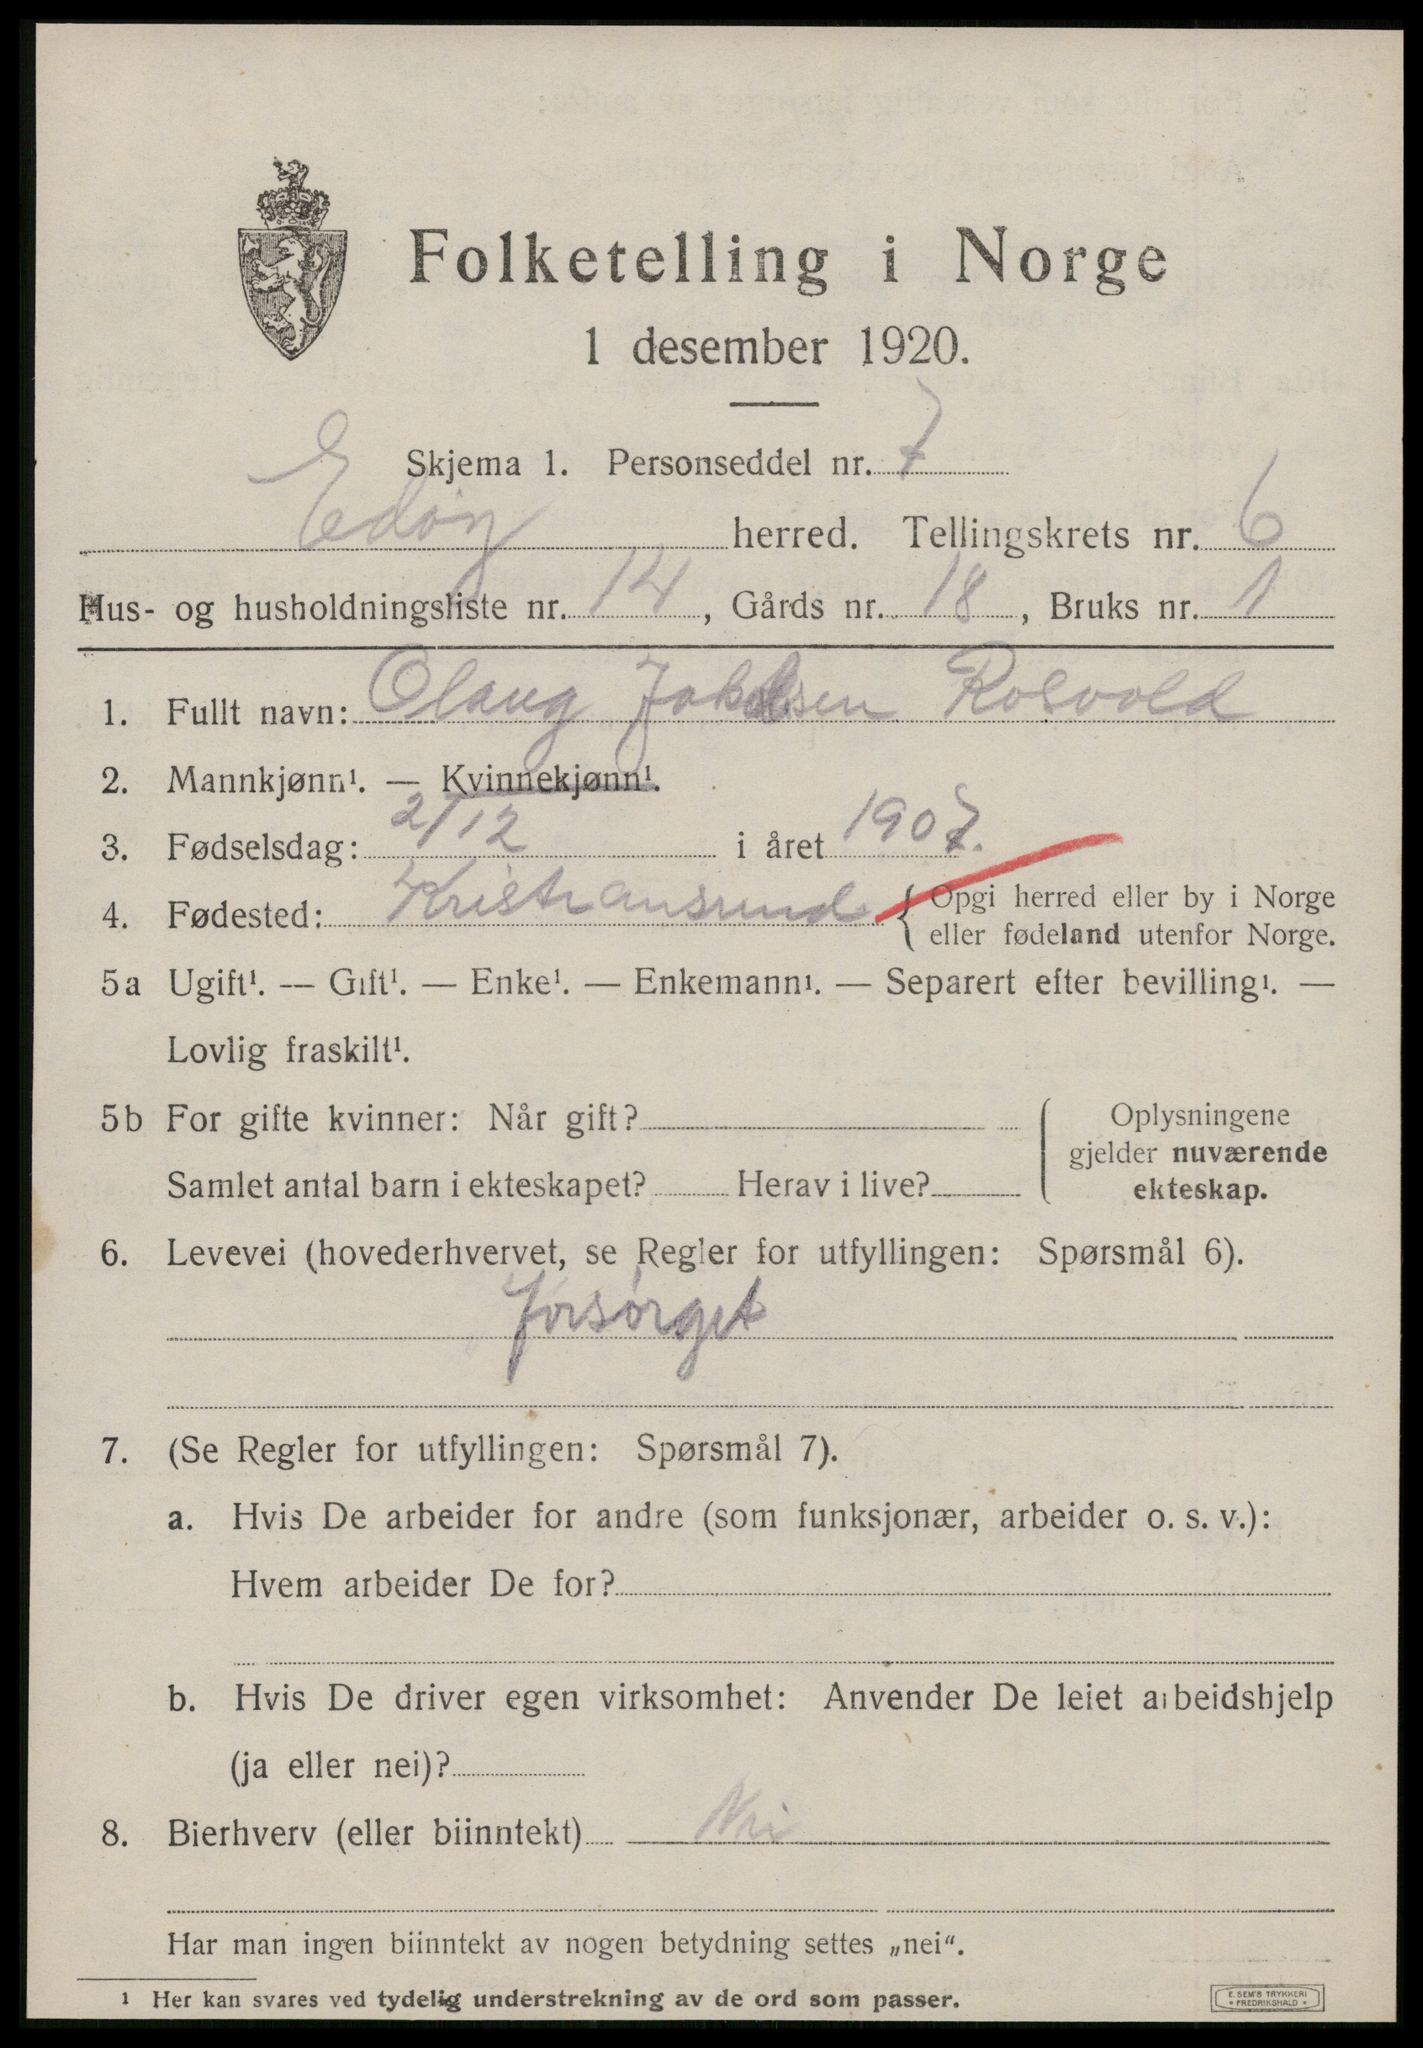 Folketelling i Norge
1 desember 1920.
Skjema 1. Personseddel nr. 7
Edøy herred. Tellingskrets nr. 6
Hus- og husholdningsliste nr. 14, Gårds nr. 18, Bruks nr. 1
1. Fullt navn: Olaug Rosvold
2. Mannkjønn¹. — Kvinnekjønn¹.
3. Fødselsdag: 2/12 i året 1907.
4. Fødested: Kristiansund { Opgi herred eller by i Norge
eller fødeland utenfor Norge.
5a Ugift¹. — Gift¹. — Enke¹. — Enkemann¹. — Separert efter bevilling¹. —
Lovlig fraskilt¹.
5b For gifte kvinner: Når gift?
Samlet antal barn i ekteskapet? Herav i live?
Oplysningene
gjelder nuværende
ekteskap.
6. Levevei (hovederhvervet, se Regler for utfyllingen: Spørsmål 6).
forsørget
7. (Se Regler for utfyllingen: Spørsmål 7).
a. Hvis De arbeider for andre (som funksjonær, arbeider o. s. v.):
Hvem arbeider De for?
b. Hvis De driver egen virksomhet: Anvender De leiet arbeidshjelp
(ja eller nei)?
8. Bierhverv (eller biinntekt) Nei
Har man ingen biinntekt av nogen betydning settes „nei“.
1 Her kan svares ved tydelig understrekning av de ord som passer.
E. SEM'S TRYKKERI
• FREDRIKSHALD •